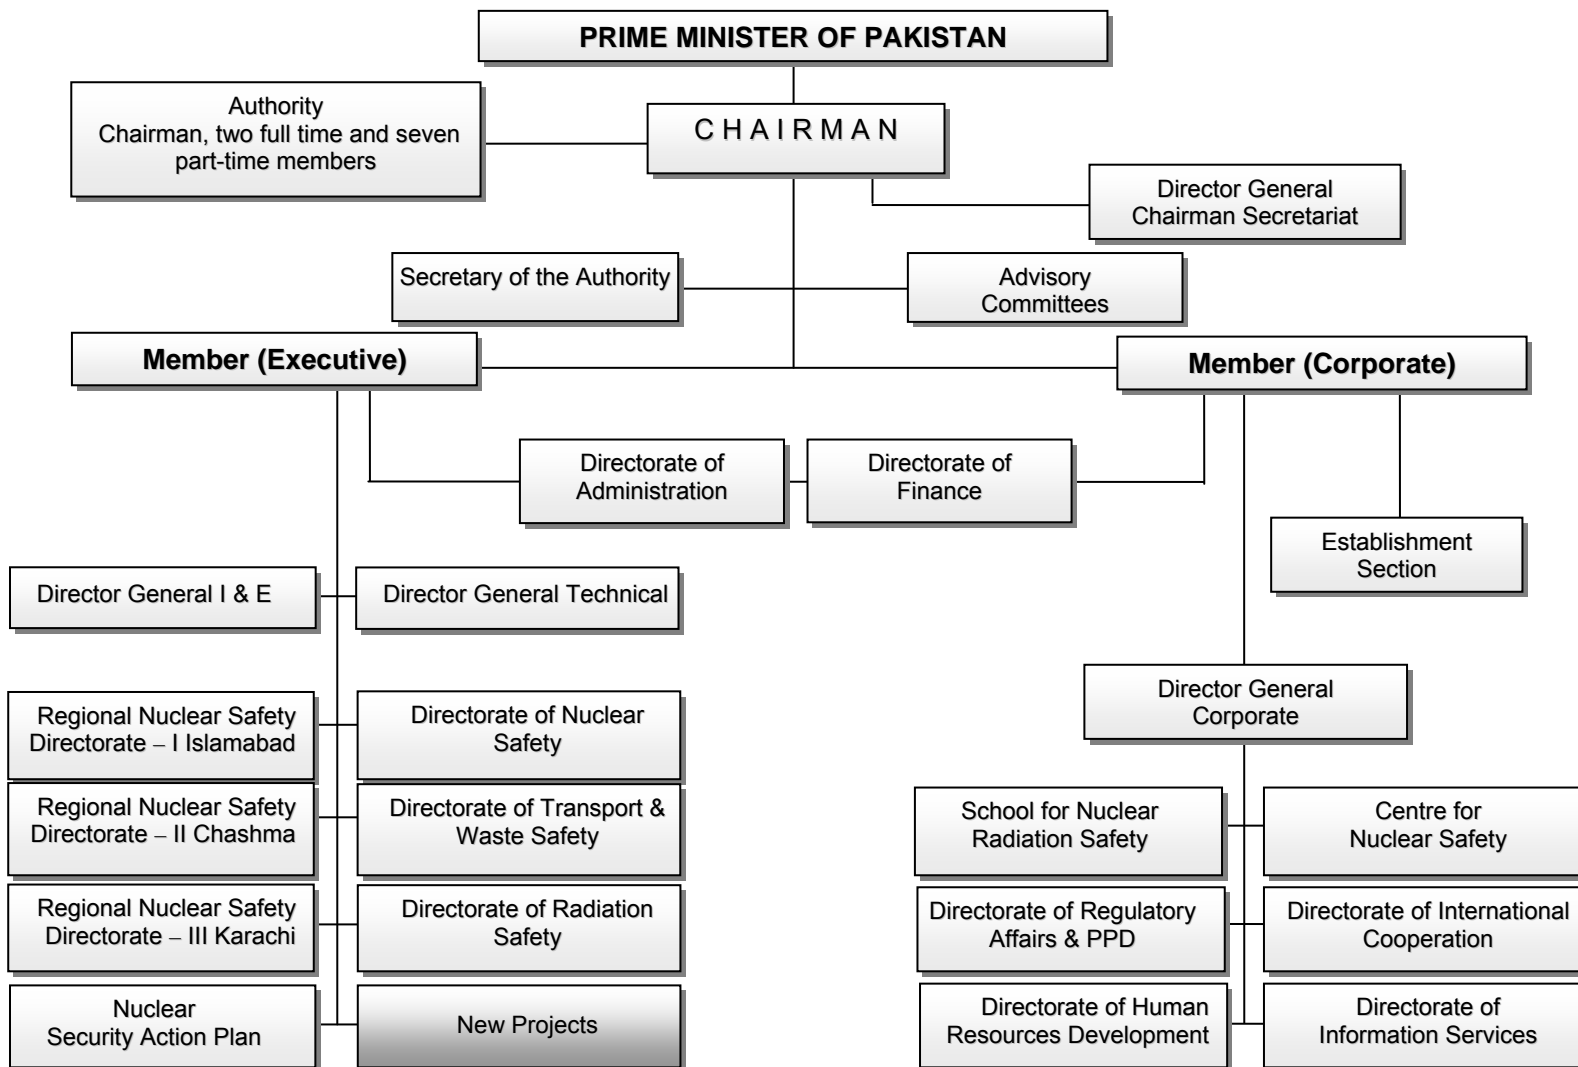 PRIME MINISTER OF PAKISTAN
Authority
Chairman, two full time and seven
part-time members
C H A I R M A N
Director General
Chairman Secretariat
Secretary of the Authority
Advisory
Committees
Member (Executive)
Member (Corporate)
Directorate of
Administration
Directorate of
Finance
Establishment
Section
Director General I & E
Director General Technical
Director General
Corporate
Regional Nuclear Safety
Directorate – I Islamabad
Directorate of Nuclear
Safety
Regional Nuclear Safety
Directorate – II Chashma
Directorate of Transport &
Waste Safety
School for Nuclear
Radiation Safety
Centre for
Nuclear Safety
Regional Nuclear Safety
Directorate – III Karachi
Directorate of Radiation
Safety
Directorate of Regulatory
Affairs & PPD
Directorate of International
Cooperation
Nuclear
Security Action Plan
New Projects
Directorate of Human
Resources Development
Directorate of
Information Services